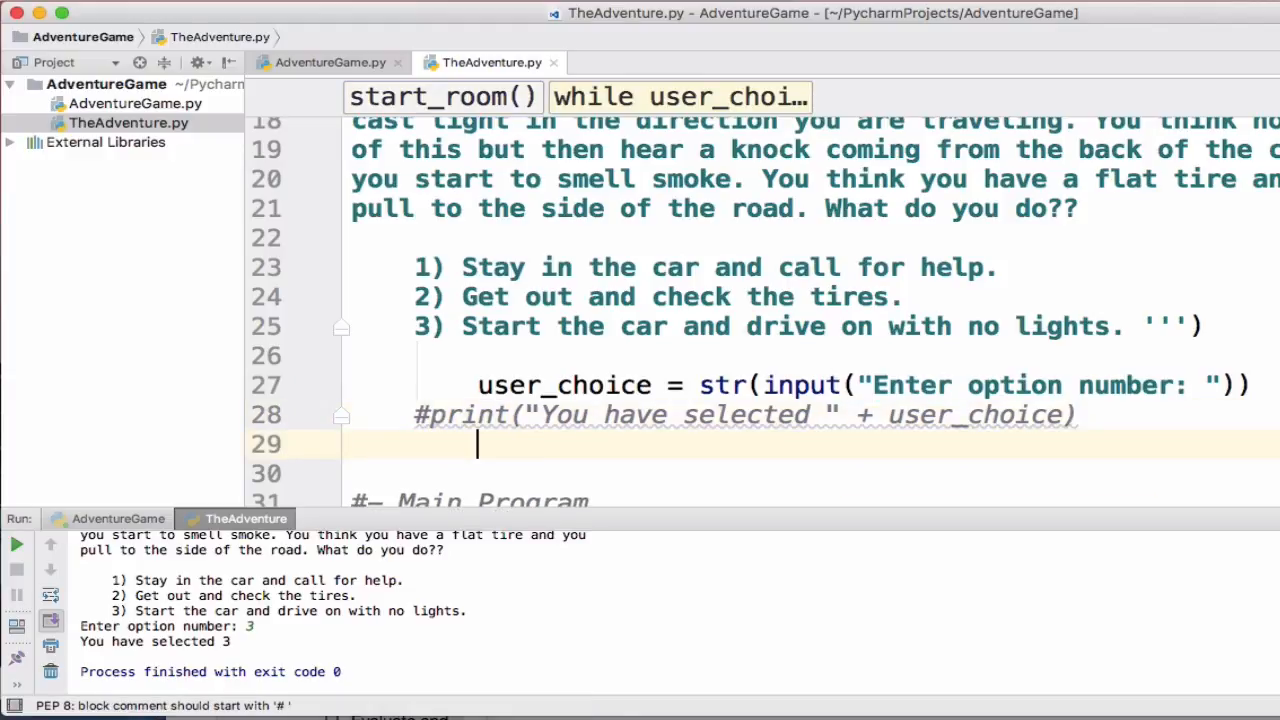 TheAdventure.py - AdventureGame - [~/PycharmProjects/AdventureGame]
AdventureGame
TheAdventure.py
Project
AdventureGame.py
TheAdventure.py
AdventureGame ~/Pycharm
AdventureGame.py
TheAdventure.py
External Libraries
start_room() while user_choi...
18 cast light in the direction you are traveling. You think no
19 of this but then hear a knock coming from the back of the c
20 you start to smell smoke. You think you have a flat tire an
21 pull to the side of the road. What do you do??
22
23 1) Stay in the car and call for help.
24 2) Get out and check the tires.
25 3) Start the car and drive on with no lights. ''')
26
27 user_choice = str(input("Enter option number: "))
28 #print("You have selected " + user_choice)
29
30
31 #— Main Program
Run: AdventureGame TheAdventure
you start to smell smoke. You think you have a flat tire and you
pull to the side of the road. What do you do??
1) Stay in the car and call for help.
2) Get out and check the tires.
3) Start the car and drive on with no lights.
Enter option number: 3
You have selected 3
Process finished with exit code 0
PEP 8: block comment should start with '# '